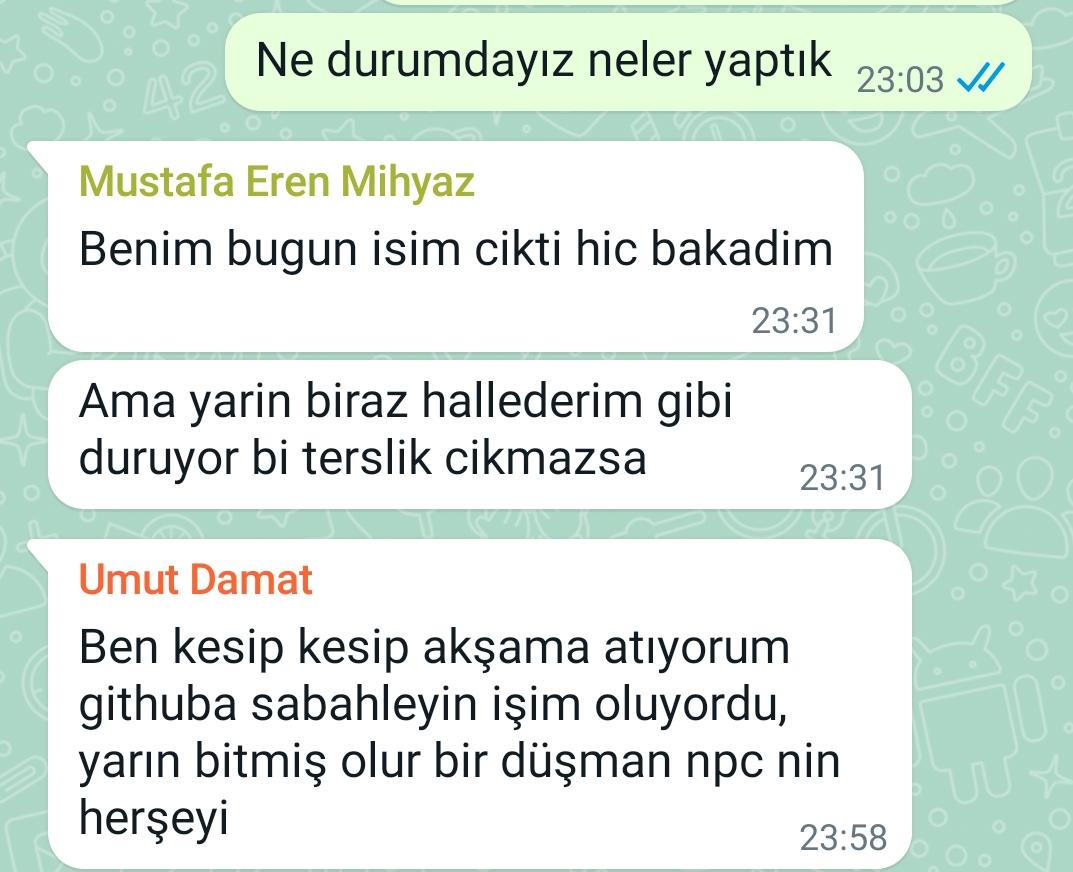 Ne durumdayız neler yaptık 23:03
Mustafa Eren Mihyaz
Benim bugun isim cikti hic bakadim
23:31
Ama yarin biraz hallederim gibi
duruyor bi terslik cikmazsa 23:31
Umut Damat
Ben kesip kesip akşama atıyorum
githuba sabahleyin işim oluyordu,
yarın bitmiş olur bir düşman npc nin
herşeyi 23:58